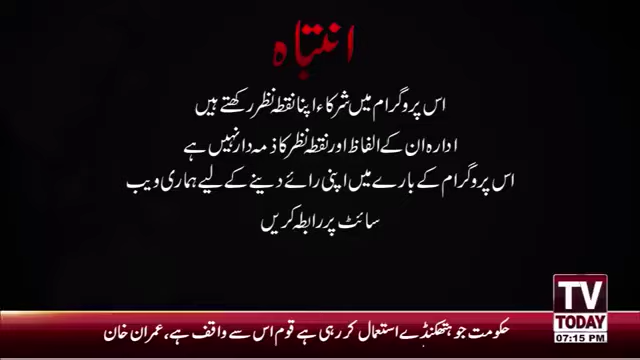 انتباہ
اس پروگرام میں شرکاء اپنا نقطہ نظر رکھتے ہیں
ادارہ ان کے الفاظ اور نقطہ نظر کا ذمہ دار نہیں ہے
اس پروگرام کے بارے میں اپنی رائے دینے کے لیے ہماری ویب
سائٹ پر رابطہ کریں
TV
TODAY
07:15 PM
حکومت جو ہتھکنڈے استعمال کر رہی ہے قوم اس سے واقف ہے، عمران خان